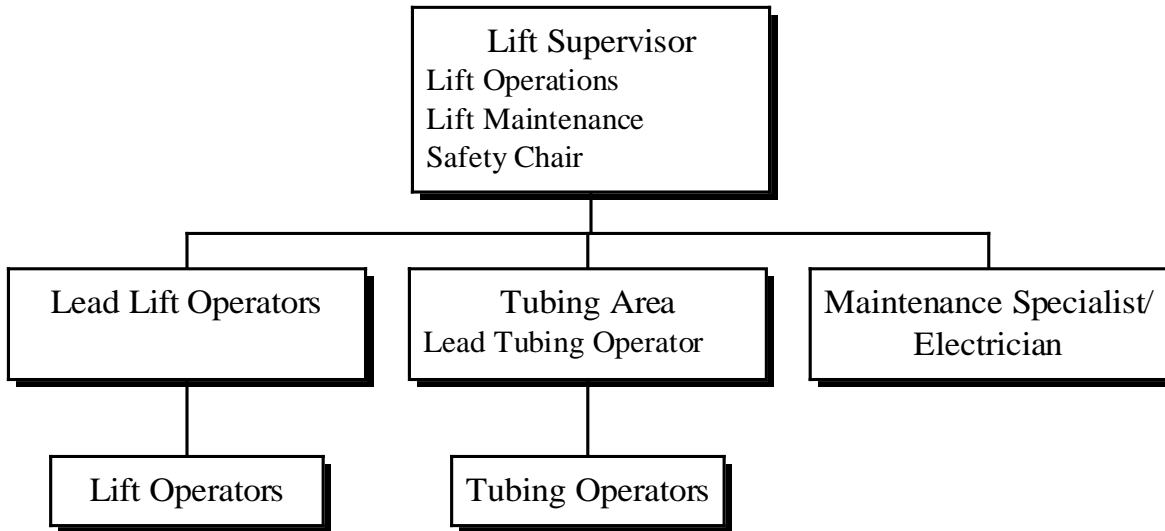 Lift Supervisor
Lift Operations
Lift Maintenance
Safety Chair
Lead Lift Operators
Tubing Area
Lead Tubing Operator
Maintenance Specialist/
Electrician
Lift Operators
Tubing Operators